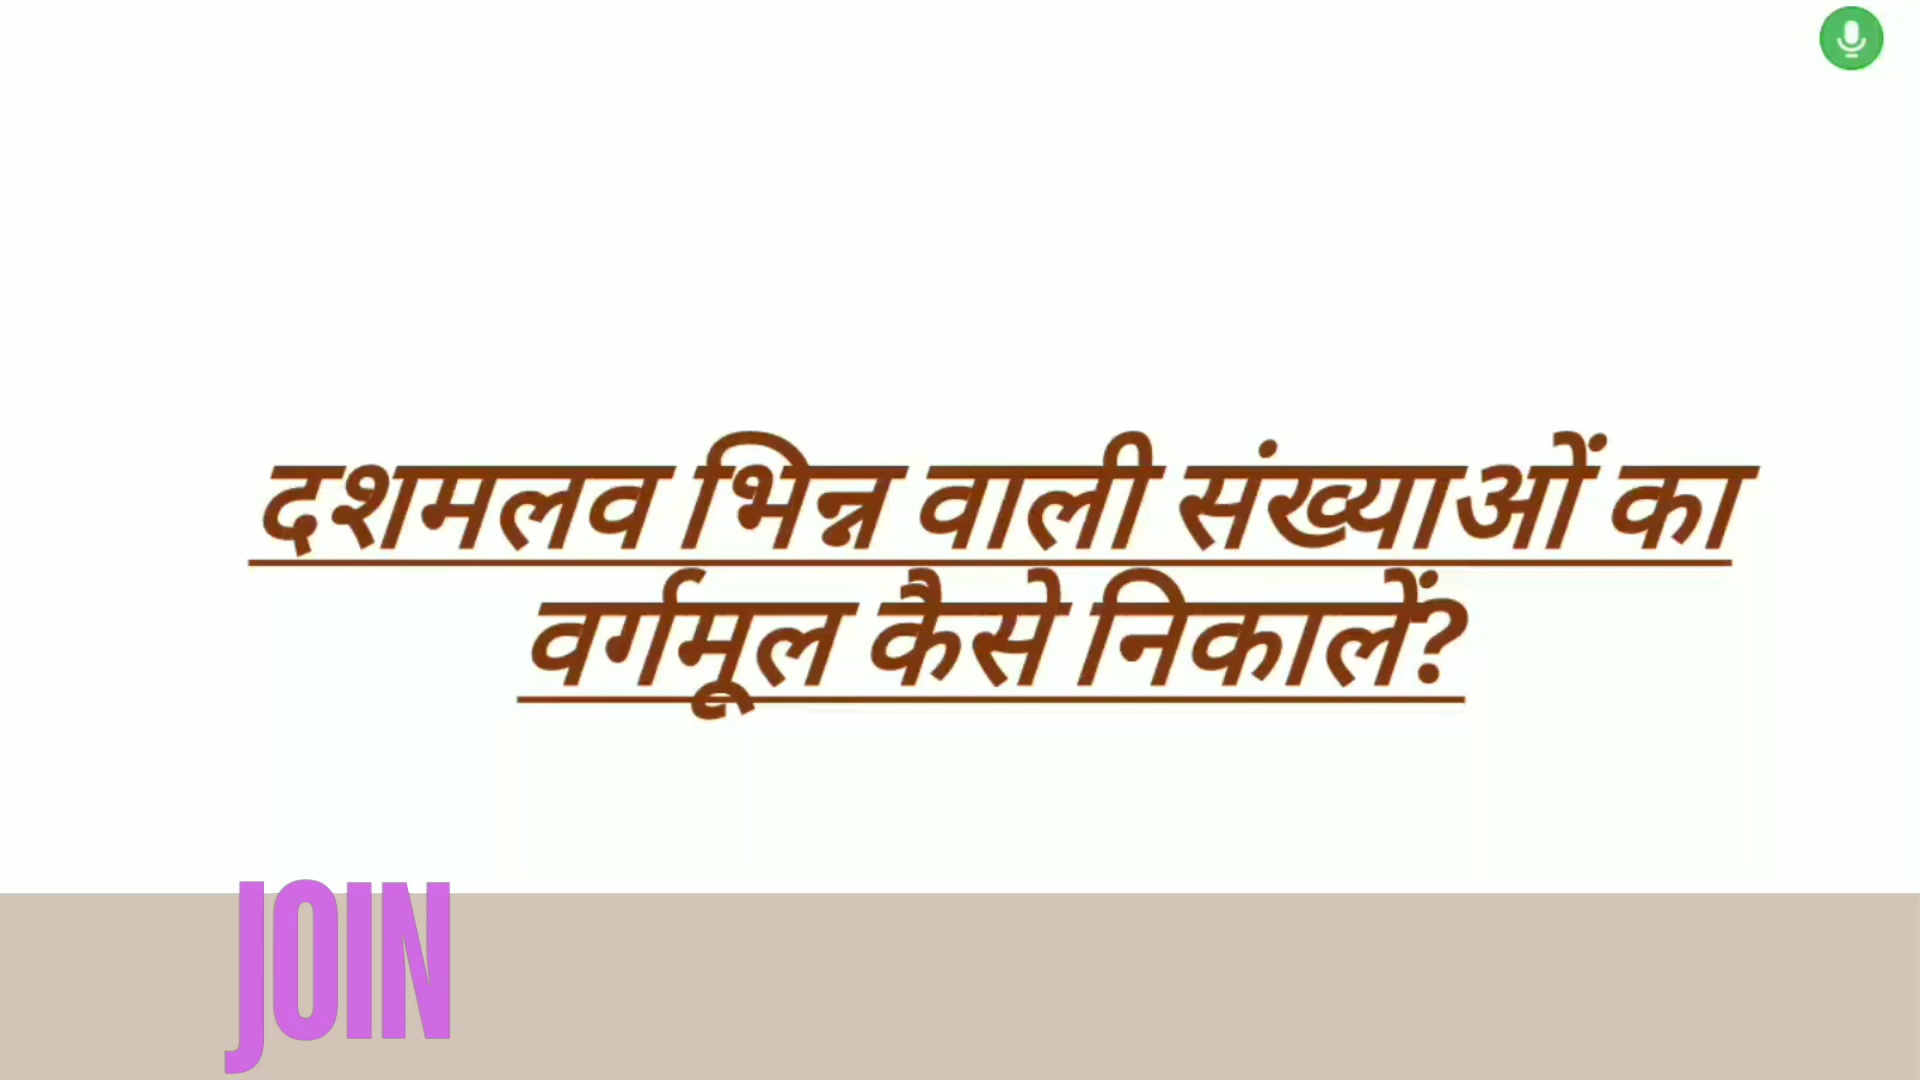 दशमलव भिन्न वाली संख्याओं का
वर्गमूल कैसे निकालें?
JOIN